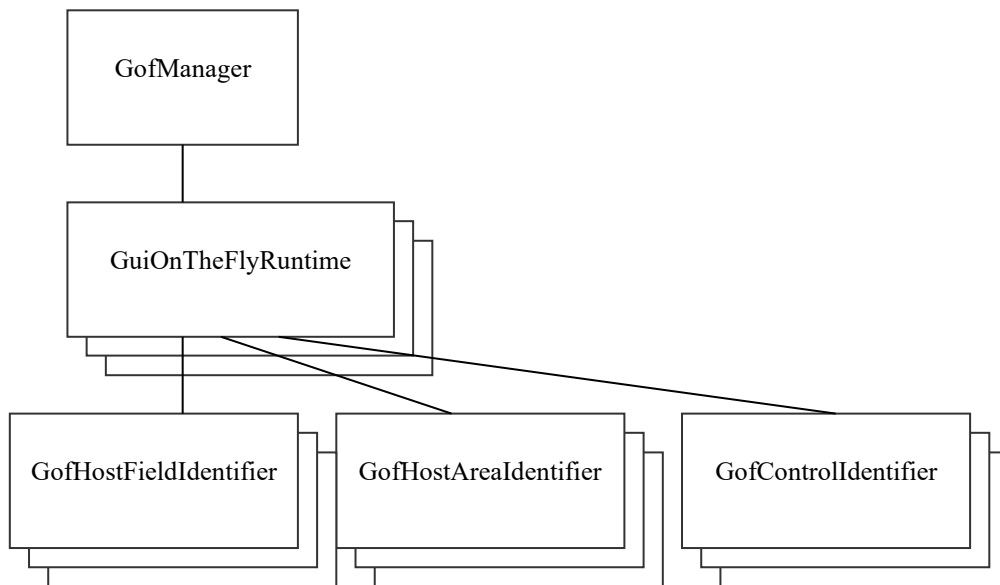 GofManager
GuiOnTheFlyRuntime
GofHostFieldIdentifier
GofHostAreaIdentifier
GofControlIdentifier